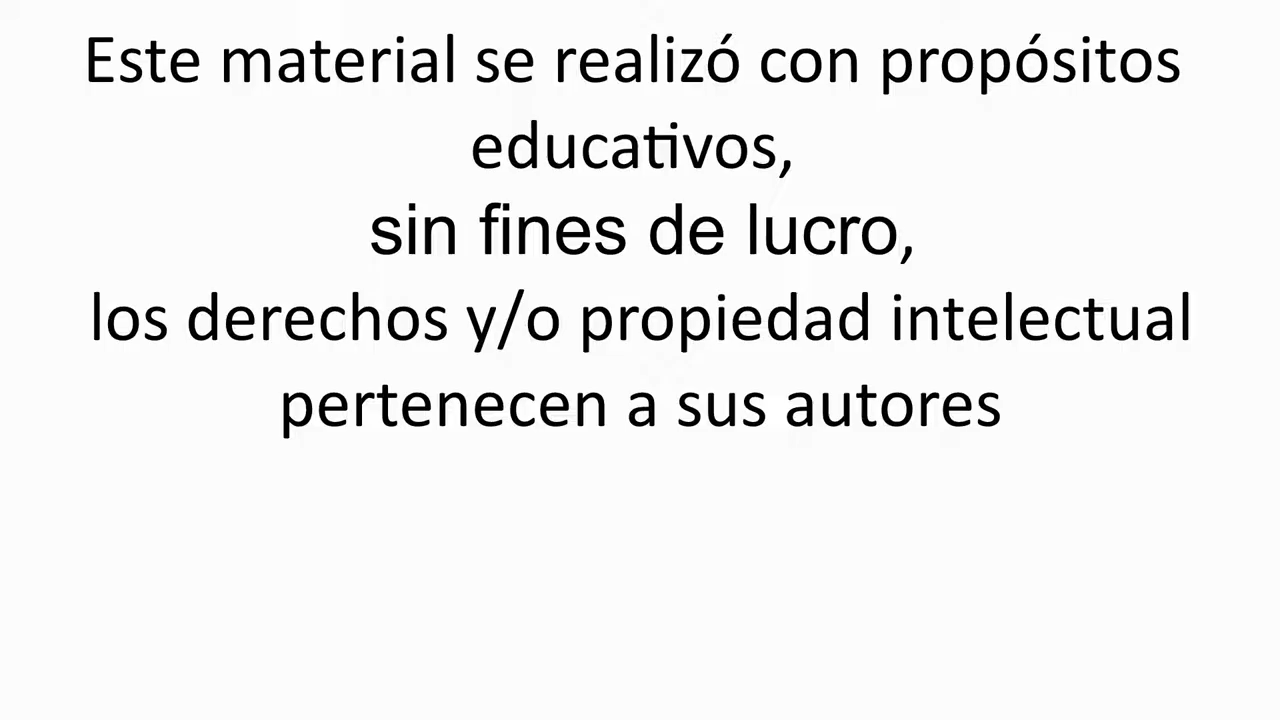 Este material se realizó con propósitos
educativos,
sin fines de lucro,
los derechos y/o propiedad intelectual
pertenecen a sus autores